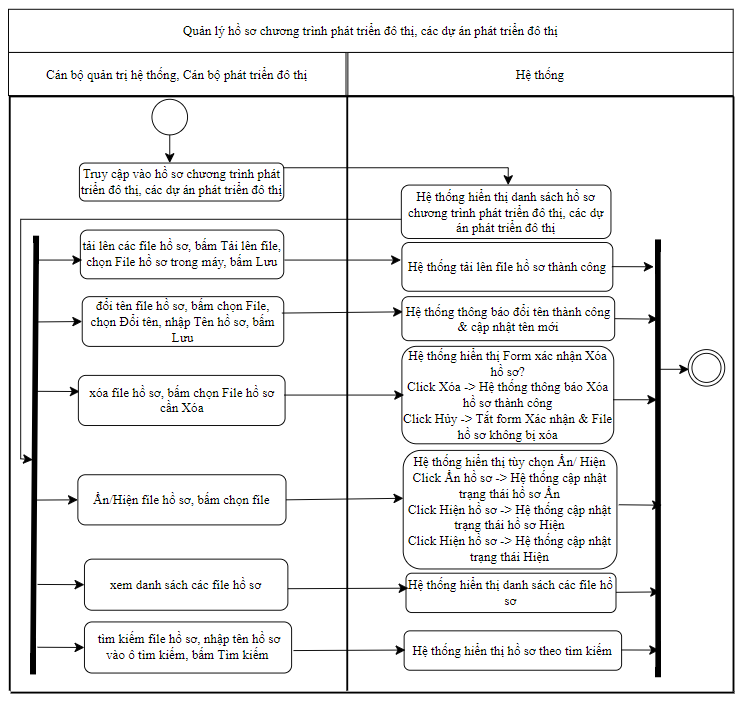 Quản lý hồ sơ chương trình phát triển đô thị, các dự án phát triển đô thị
Cán bộ quản trị hệ thống, Cán bộ phát triển đô thị
Hệ thống
Truy cập vào hồ sơ chương trình phát
triển đô thị, các dự án phát triển đô thị
Hệ thống hiển thị danh sách hồ sơ
chương trình phát triển đô thị, các dự
án phát triển đô thị
tải lên các file hồ sơ, bấm Tải lên file,
chọn File hồ sơ trong máy, bấm Lưu
Hệ thống tải lên file hồ sơ thành công
đổi tên file hồ sơ, bấm chọn File,
chọn Đổi tên, nhập Tên hồ sơ, bấm
Lưu
Hệ thống thông báo đổi tên thành công
& cập nhật tên mới
xóa file hồ sơ, bấm chọn File hồ sơ
cần Xóa
Hệ thống hiển thị Form xác nhận Xóa
hồ sơ?
Click Xóa -> Hệ thống thông báo Xóa
hồ sơ thành công
Click Hủy -> Tắt form Xác nhận & File
hồ sơ không bị xóa
Ẩn/Hiện file hồ sơ, bấm chọn file
Hệ thống hiển thị tùy chọn Ẩn/ Hiện
Click Ẩn hồ sơ -> Hệ thống cập nhật
trạng thái hồ sơ Ẩn
Click Hiện hồ sơ -> Hệ thống cập nhật
trạng thái hồ sơ Hiện
Click Hiện hồ sơ -> Hệ thống cập nhật
trạng thái Hiện
xem danh sách các file hồ sơ
Hệ thống hiển thị danh sách các file hồ
sơ
tìm kiếm file hồ sơ, nhập tên hồ sơ
vào ô tìm kiếm, bấm Tìm kiếm
Hệ thống hiển thị hồ sơ theo tìm kiếm